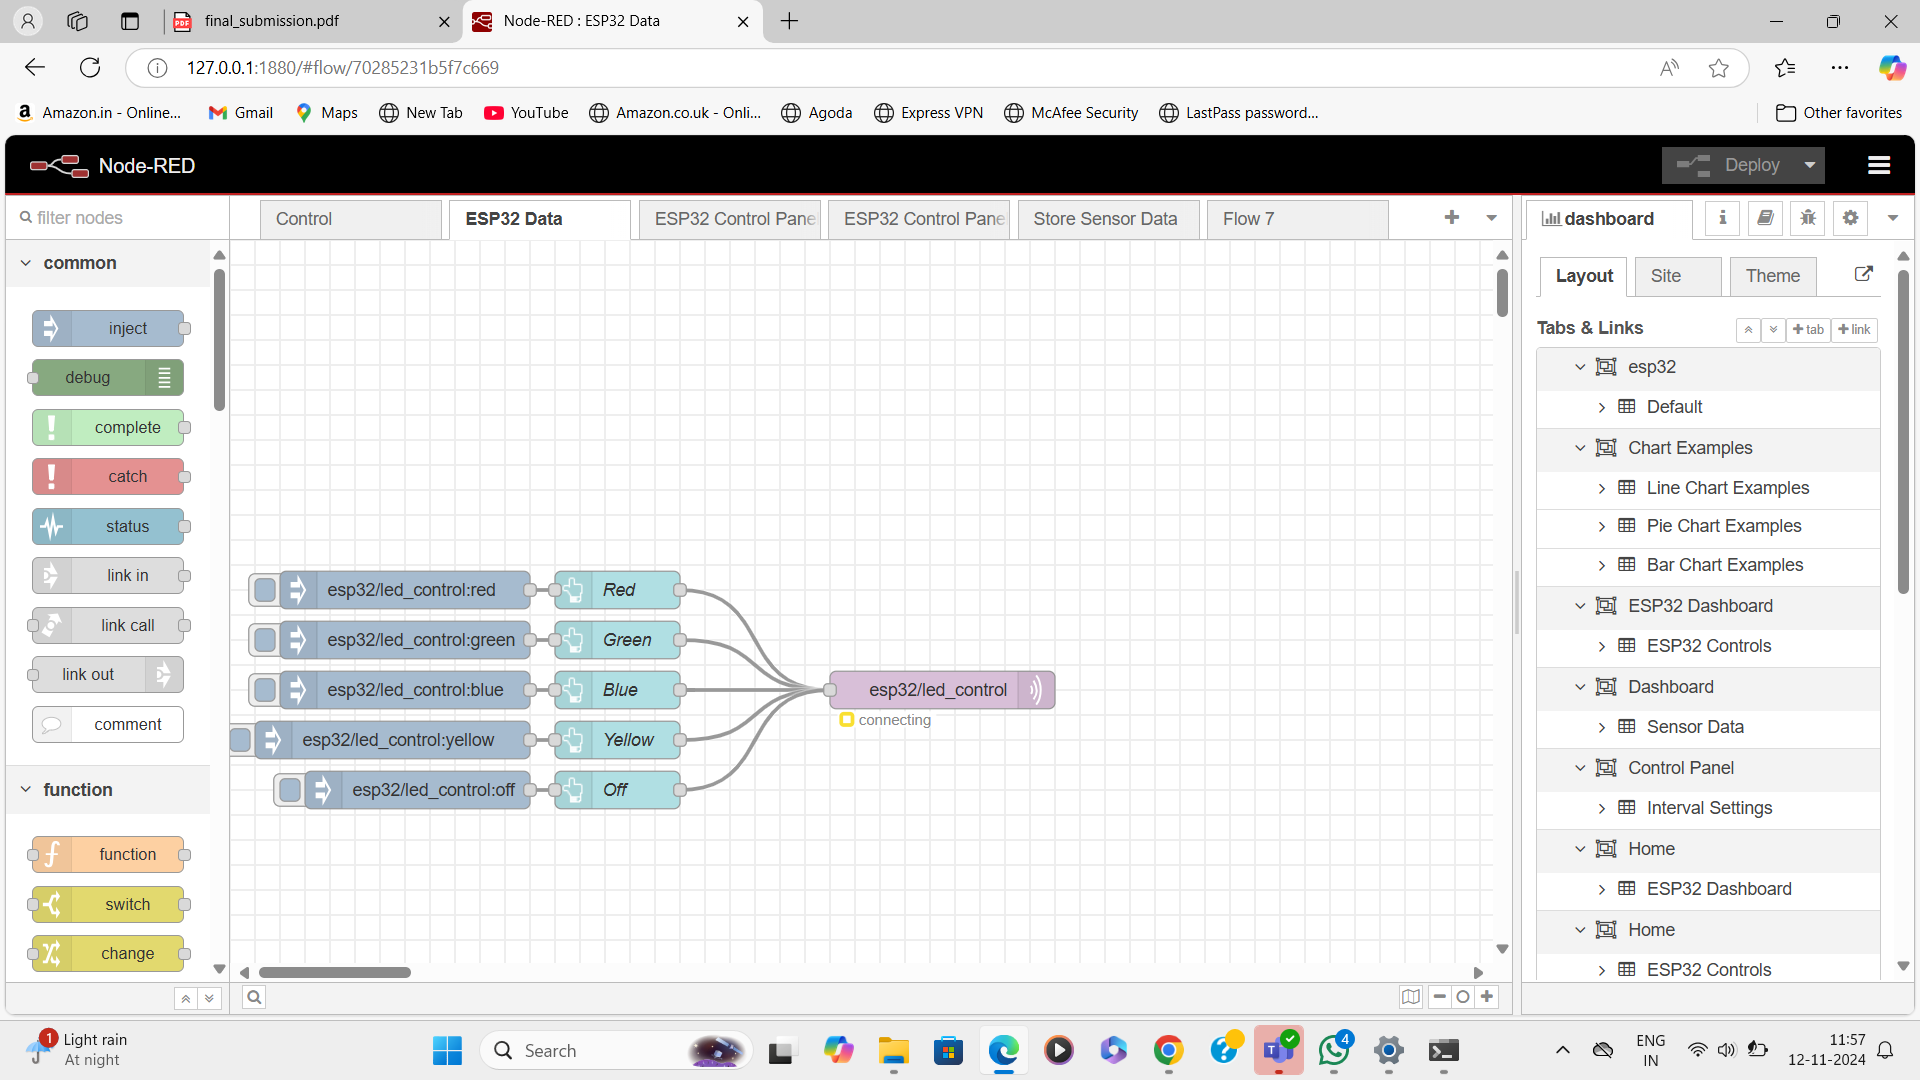 final_submission.pdf
Node-RED : ESP32 Data
127.0.0.1:1880/#flow/70285231b5f7c669
Amazon.in - Online...
Gmail
Maps
New Tab
YouTube
Amazon.co.uk - Onli...
Agoda
Express VPN
McAfee Security
LastPass password...
Other favorites
Node-RED
Deploy
filter nodes
Control
ESP32 Data
ESP32 Control Pane
ESP32 Control Pane
Store Sensor Data
Flow 7
dashboard
common
inject
debug
complete
catch
status
link in
link call
link out
comment
function
function
switch
change
esp32/led_control:red
Red
esp32/led_control:green
Green
esp32/led_control:blue
Blue
esp32/led_control:yellow
Yellow
esp32/led_control:off
Off
esp32/led_control
connecting
Layout
Site
Theme
Tabs & Links
+ tab
+ link
esp32
Default
Chart Examples
Line Chart Examples
Pie Chart Examples
Bar Chart Examples
ESP32 Dashboard
ESP32 Controls
Dashboard
Sensor Data
Control Panel
Interval Settings
Home
ESP32 Dashboard
Home
ESP32 Controls
1
Light rain
At night
Search
4
ENG
IN
11:57
12-11-2024